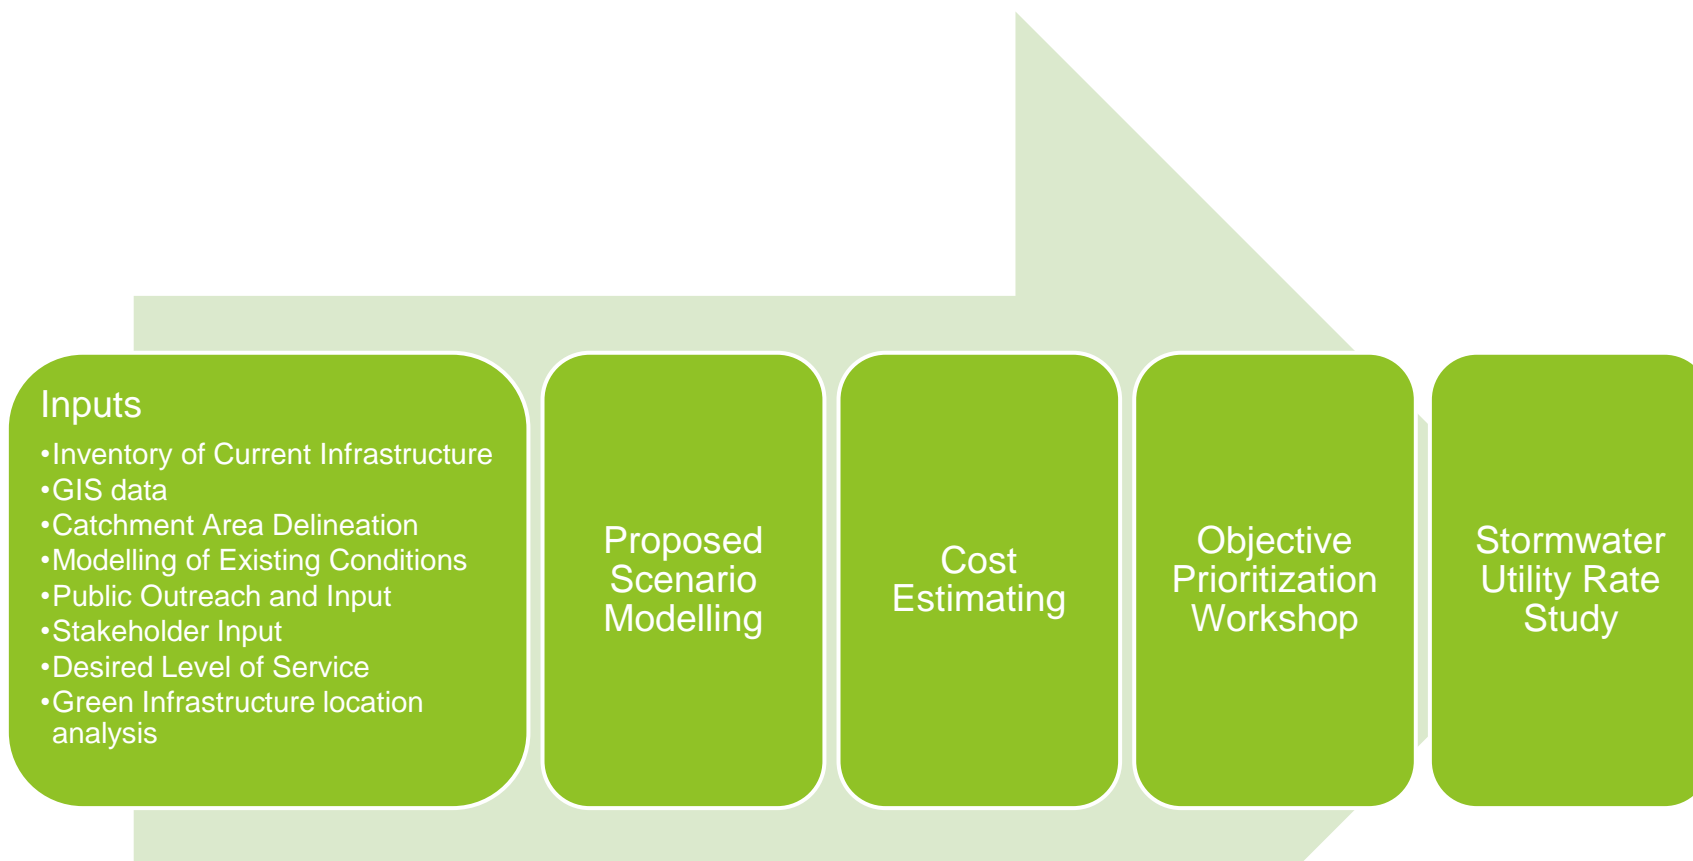 Inputs
•Inventory of Current Infrastructure
•GIS data
•Catchment Area Delineation
•Modelling of Existing Conditions
•Public Outreach and Input
•Stakeholder Input
•Desired Level of Service
•Green Infrastructure location
analysis
Proposed
Scenario
Modelling
Cost
Estimating
Objective
Prioritization
Workshop
Stormwater
Utility Rate
Study